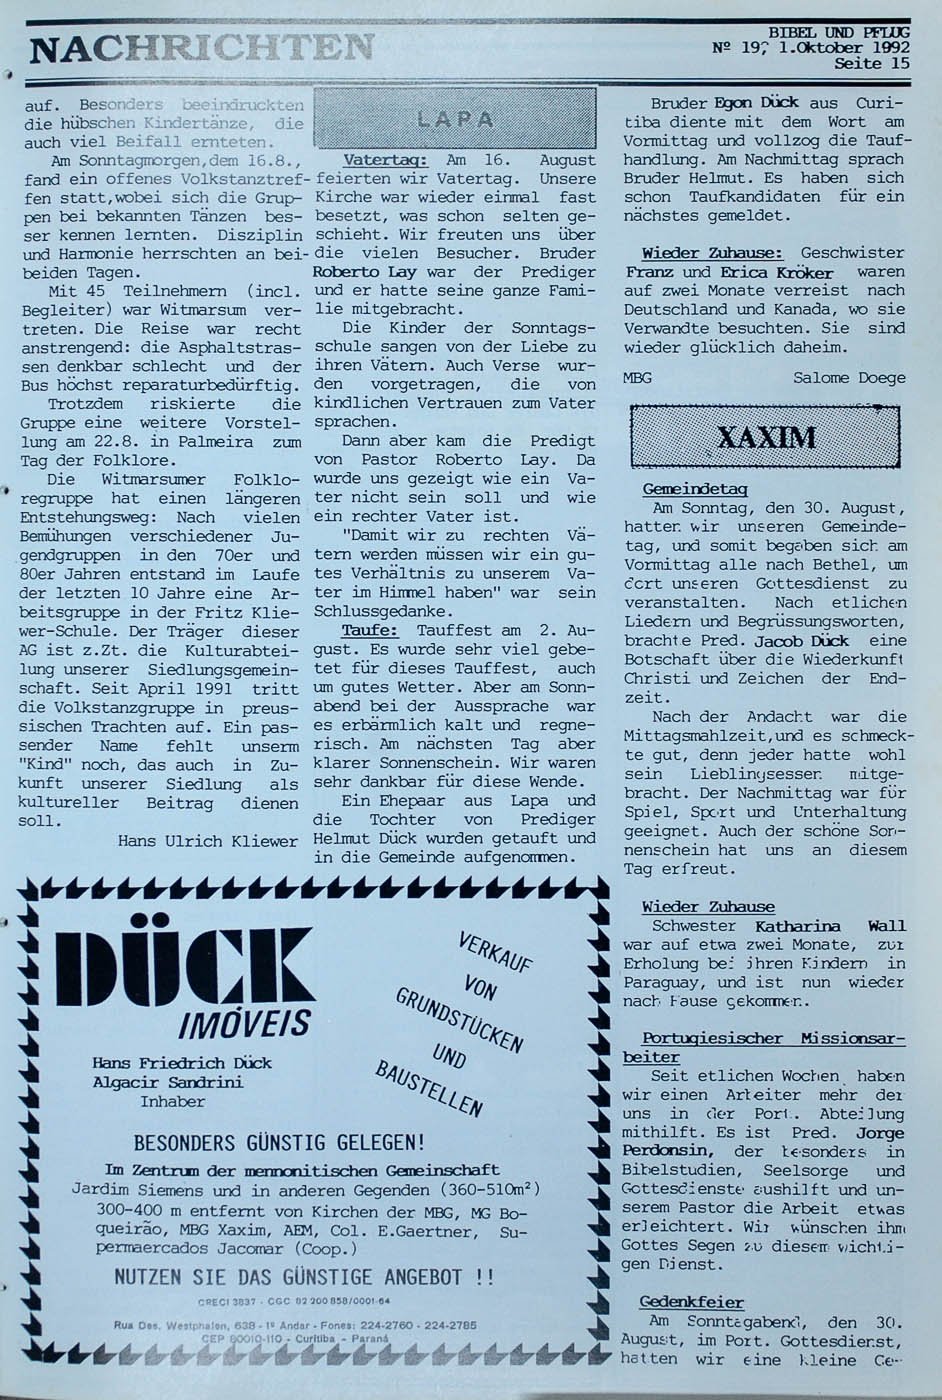 NACHRICHTEN
BIBEL UND PFLUG
Nº 19, 1.Oktober 1992
Seite 15
auf. Besonders beeindruckten
die hübschen Kindertänze, die
auch viel Beifall ernteten.
Am Sonntagmorgen,dem 16.8.,
fand ein offenes Volkstanztref-
fen statt,wobei sich die Grup-
pen bei bekannten Tänzen bes-
ser kennen lernten. Disziplin
und Harmonie herrschten an bei-
beiden Tagen.
Mit 45 Teilnehmern (incl.
Begleiter) war Witmarsum ver-
treten. Die Reise war recht
anstrengend: die Asphaltstras-
sen denkbar schlecht und der
Bus höchst reparaturbedürftig.
Trotzdem riskierte die
Gruppe eine weitere Vorstel-
lung am 22.8. in Palmeira zum
Tag der Folklore.
Die Witmarsumer Folklo-
regruppe hat einen längeren
Entstehungsweg: Nach vielen
Bemühungen verschiedener Ju-
gendgruppen in den 70er und
80er Jahren entstand im Laufe
der letzten 10 Jahre eine Ar-
beitsgruppe in der Fritz Klie-
wer-Schule. Der Träger dieser
AG ist z.Zt. die Kulturabtei-
lung unserer Siedlungsgemein-
schaft. Seit April 1991 tritt
die Volkstanzgruppe in preus-
sischen Trachten auf. Ein pas-
sender Name fehlt unserm
"Kind" noch, das auch in Zu-
kunft unserer Siedlung als
kultureller Beitrag dienen
soll.
Hans Ulrich Kliewer
LAPA
Vatertag: Am 16. August
feierten wir Vatertag. Unsere
Kirche war wieder einmal fast
besetzt, was schon selten ge-
schieht. Wir freuten uns über
die vielen Besucher. Bruder
Roberto Lay war der Prediger
und er hatte seine ganze Fami-
lie mitgebracht.
Die Kinder der Sonntags-
schule sangen von der Liebe zu
ihren Vätern. Auch Verse wur-
den vorgetragen, die von
kindlichen Vertrauen zum Vater
sprachen.
Dann aber kam die Predigt
von Pastor Roberto Lay. Da
wurde uns gezeigt wie ein Va-
ter nicht sein soll und wie
ein rechter Vater ist.
"Damit wir zu rechten Vä-
tern werden müssen wir ein gu-
tes Verhältnis zu unserem Va-
ter im Himmel haben" war sein
Schlussgedanke.
Taufe: Tauffest am 2. Au-
gust. Es wurde sehr viel gebe-
tet für dieses Tauffest, auch
um gutes Wetter. Aber am Sonn-
abend bei der Aussprache war
es erbärmlich kalt und regne-
risch. Am nächsten Tag aber
klarer Sonnenschein. Wir waren
sehr dankbar für diese Wende.
Ein Ehepaar aus Lapa und
die Tochter von Prediger
Helmut Dück wurden getauft und
in die Gemeinde aufgenommen.
Bruder Egon Dück aus Curi-
tiba diente mit dem Wort am
Vormittag und vollzog die Tauf-
handlung. Am Nachmittag sprach
Bruder Helmut. Es haben sich
schon Taufkandidaten für ein
nächstes gemeldet.
Wieder Zuhause: Geschwister
Franz und Erica Kröker waren
auf zwei Monate verreist nach
Deutschland und Kanada, wo sie
Verwandte besuchten. Sie sind
wieder glücklich daheim.
MBG Salome Doege
XAXIM
Gemeindetag
Am Sonntag, den 30. August,
hatten wir unseren Gemeinde-
tag, und somit begaben sich am
Vormittag alle nach Bethel, um
dort unseren Gottesdienst zu
veranstalten. Nach etlichen
Liedern und Begrüssungsworten,
brachte Pred. Jacob Dück eine
Botschaft über die Wiederkunft
Christi und Zeichen der End-
zeit.
Nach der Andacht war die
Mittagsmahlzeit,und es schmeck-
te gut, denn jeder hatte wohl
sein Lieblingsessen mitge-
bracht. Der Nachmittag war für
Spiel, Sport und Unterhaltung
geeignet. Auch der schöne Son-
nenschein hat uns an diesem
Tag erfreut.
Wieder Zuhause
Schwester Katharina Wall
war auf etwa zwei Monate, zur
Erholung bei ihren Kindern in
Paraguay, und ist nun wieder
nach Hause gekommen.
Portugiesischer Missionsar-
beiter
Seit etlichen Wochen haben
wir einen Arbeiter mehr der
uns in der Port. Abteilung
mithilft. Es ist Pred. Jorge
Perdonsin, der besonders in
Bibelstudien, Seelsorge und
Gottesdienste aushilft und un-
serem Pastor die Arbeit etwas
erleichtert. Wir wünschen ihm
Gottes Segen zu diesem wichti-
gen Dienst.
Gedenkfeier
Am Sonntagabend, den 30.
August, im Port. Gottesdienst,
hatten wir eine kleine Ge-
DÜCK
IMÓVEIS
VERKAUF
VON
GRUNDSTÜCKEN
UND
BAUSTELLEN
Hans Friedrich Dück
Algacir Sandrini
Inhaber
BESONDERS GÜNSTIG GELEGEN!
Im Zentrum der mennonitischen Gemeinschaft
Jardim Siemens und in anderen Gegenden (360-510m²)
300-400 m entfernt von Kirchen der MBG, MG Bo-
queirão, MBG Xaxim, AEM, Col. E.Gaertner, Su-
permaercados Jacomar (Coop.)
NUTZEN SIE DAS GÜNSTIGE ANGEBOT !!
CRECI 3837 - CGC 82 200 858/0001-64
Rua Des. Westphalen, 638 - 1º Andar - Fones: 224-2760 - 224-2785
CEP 80010-110 - Curitiba - Paraná